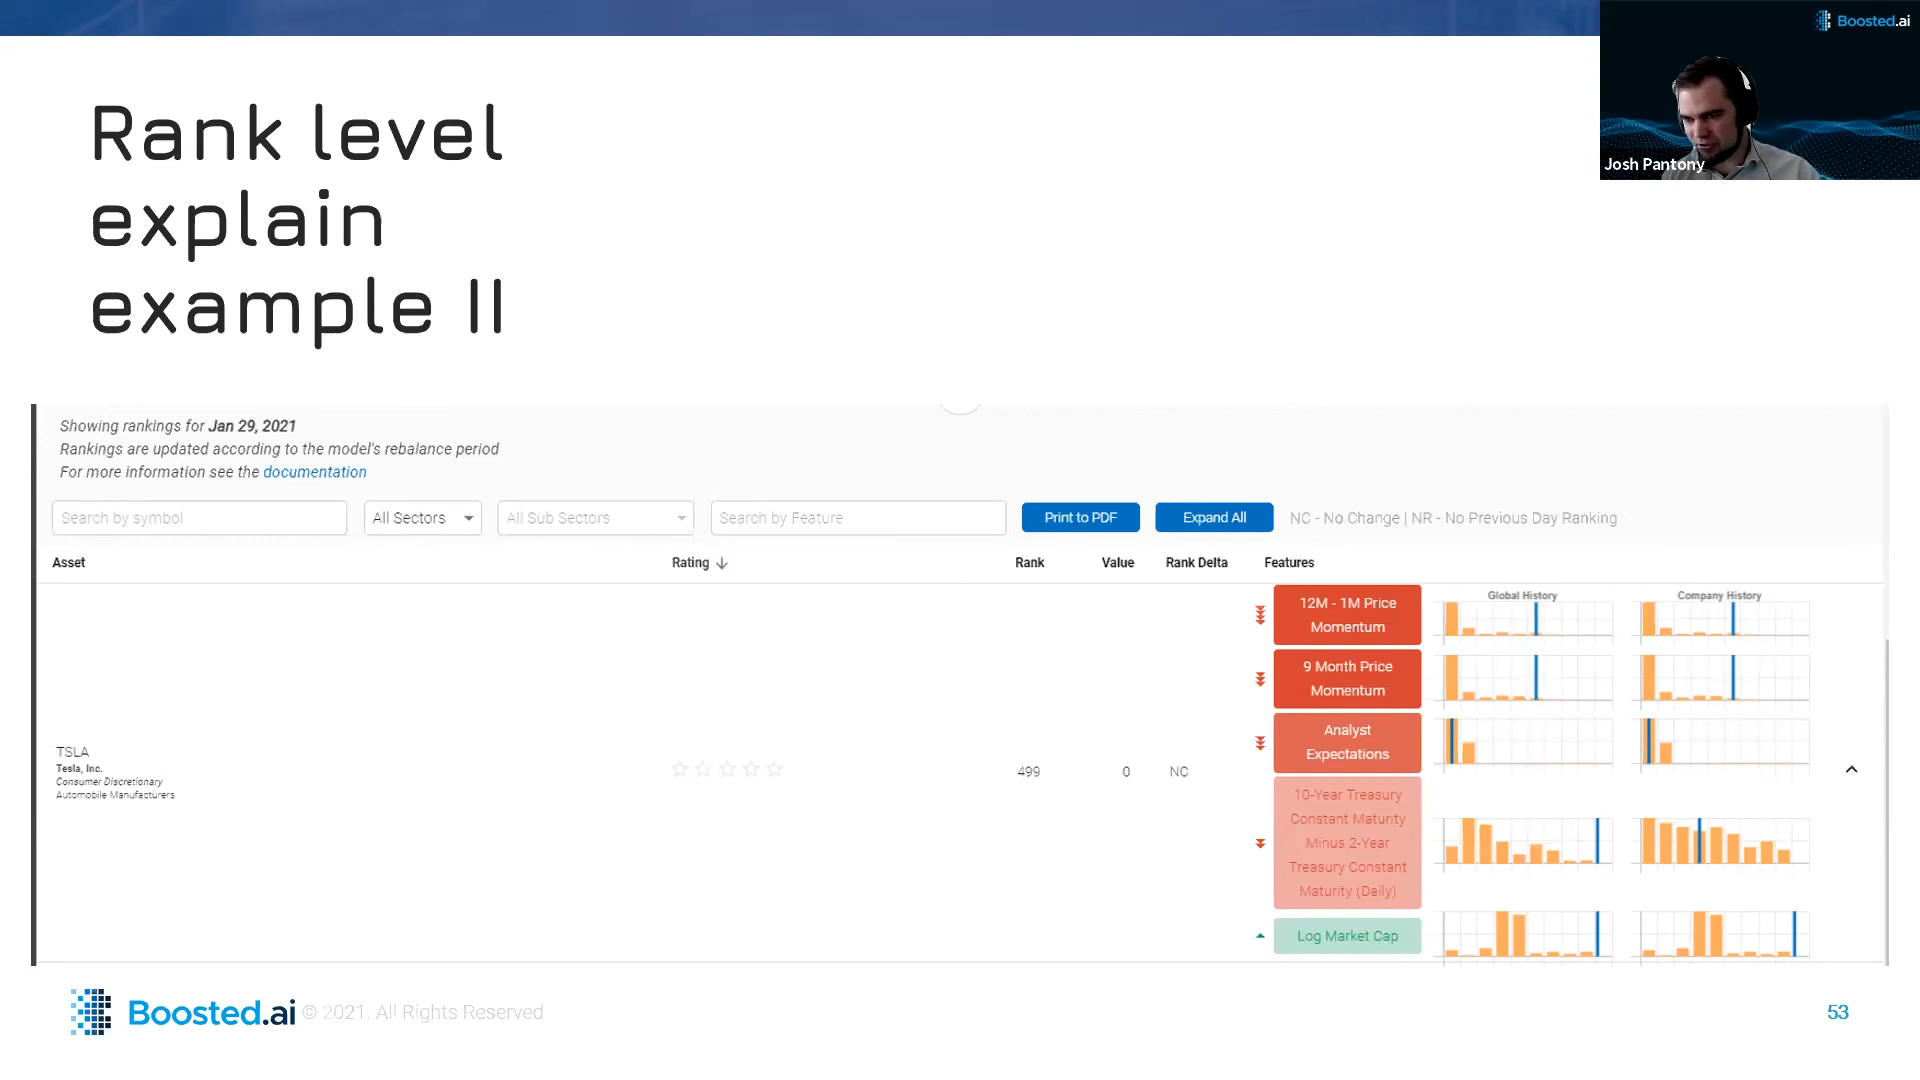 Boosted.ai
Josh Pantony
Rank level
explain
example II
Showing rankings for Jan 29, 2021
Rankings are updated according to the model's rebalance period
For more information see the documentation
Search by symbol
All Sectors
All Sub Sectors
Search by Feature
Print to PDF
Expand All
NC - No Change | NR - No Previous Day Ranking
Asset
Rating
Rank
Value
Rank Delta
Features
TSLA
Tesla, Inc.
Consumer Discretionary
Automobile Manufacturers
499
0
NC
12M - 1M Price
Momentum
9 Month Price
Momentum
Analyst
Expectations
10-Year Treasury
Constant Maturity
Minus 2-Year
Treasury Constant
Maturity (Daily)
Log Market Cap
Global History
Company History
Boosted.ai © 2021. All Rights Reserved
53